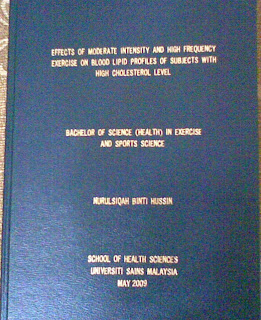 EFFECTS OF MODERATE INTENSITY AND HIGH FREQUENCY
EXERCISE ON BLOOD LIPID PROFILES OF SUBJECTS WITH
HIGH CHOLESTEROL LEVEL
BACHELOR OF SCIENCE (HEALTH) IN EXERCISE
AND SPORTS SCIENCE
NURULSIQAH BINTI HUSSIN
SCHOOL OF HEALTH SCIENCES
UNIVERSITI SAINS MALAYSIA
MAY 2009